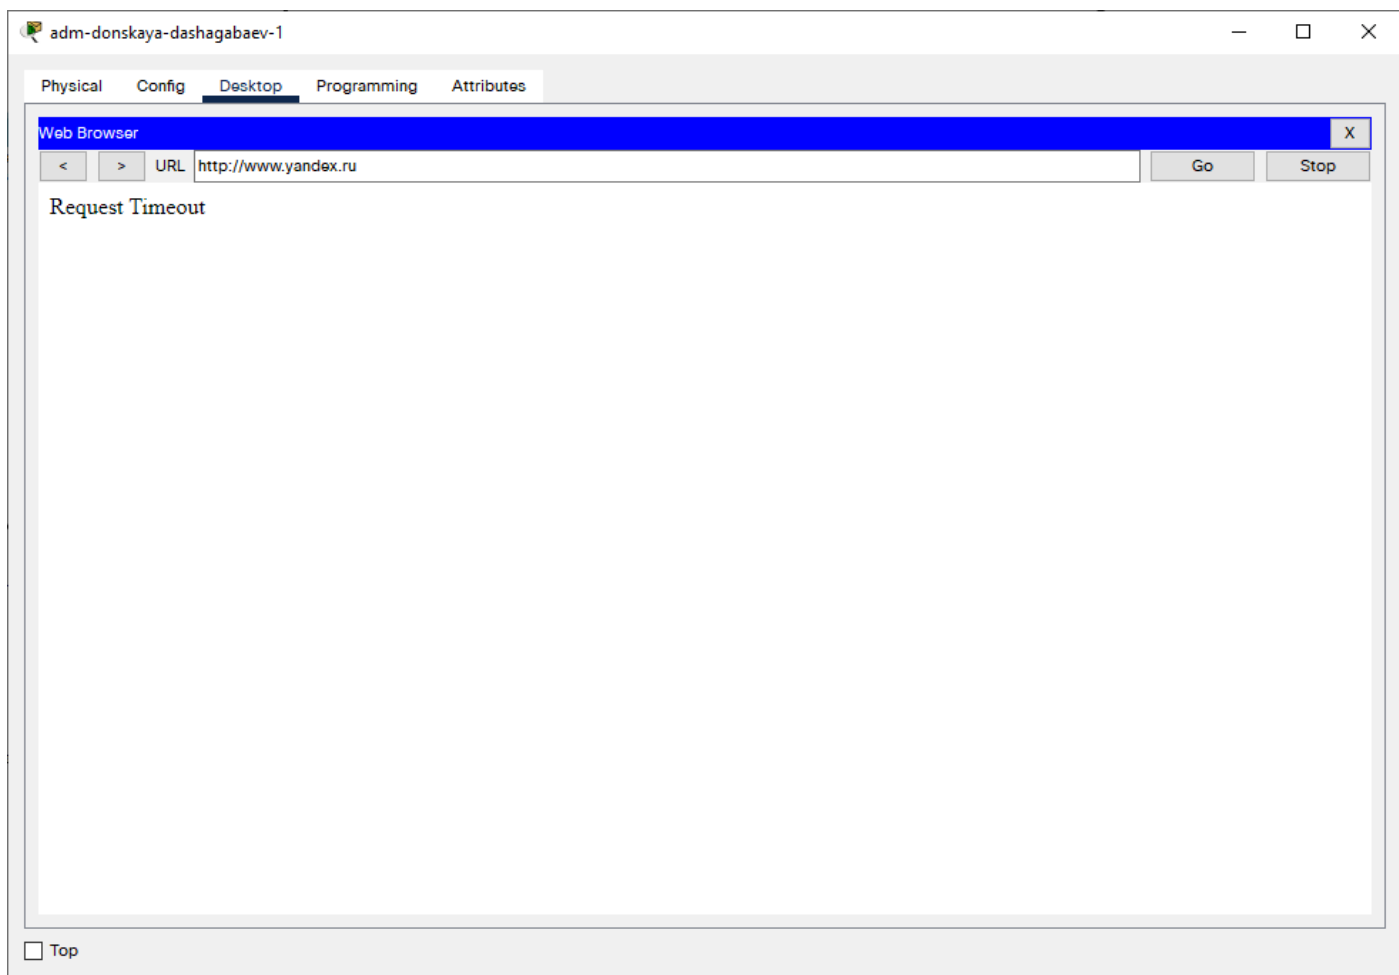 adm-donskaya-dashagabaev-1
Physical Config Desktop Programming Attributes
Web Browser X
< > URL http://www.yandex.ru Go Stop
Request Timeout
Top